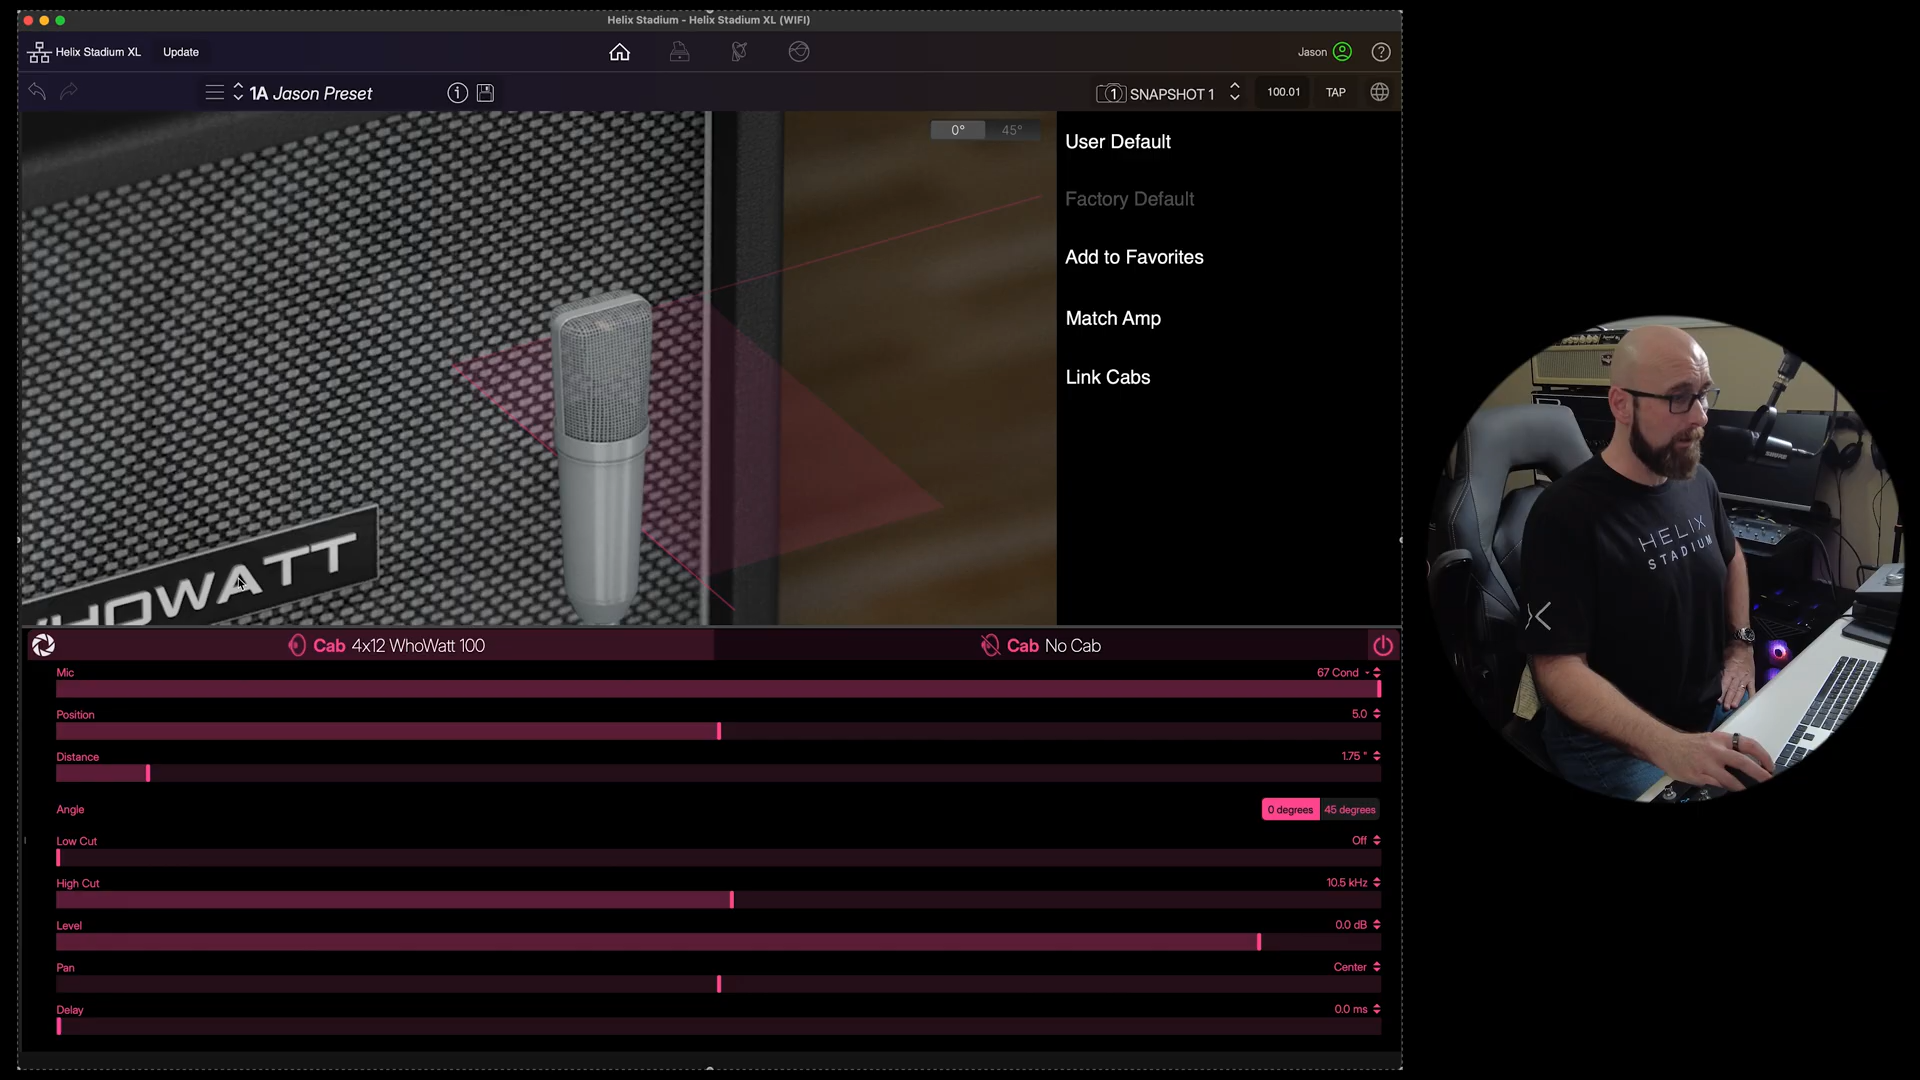 Helix Stadium - Helix Stadium XL (WIFI)
Helix Stadium XL Update
Jason
?
1A Jason Preset
i
1 SNAPSHOT 1
100.01
TAP
0° 45°
User Default
Factory Default
Add to Favorites
Match Amp
Link Cabs
HOWATT
HELIX
STADIUM
SHURE
Cab 4x12 WhoWatt 100
Cab No Cab
Mic 67 Cond
Position 5.0
Distance 1.75 "
Angle 0 degrees 45 degrees
Low Cut Off
High Cut 10.5 kHz
Level 0.0 dB
Pan Center
Delay 0.0 ms